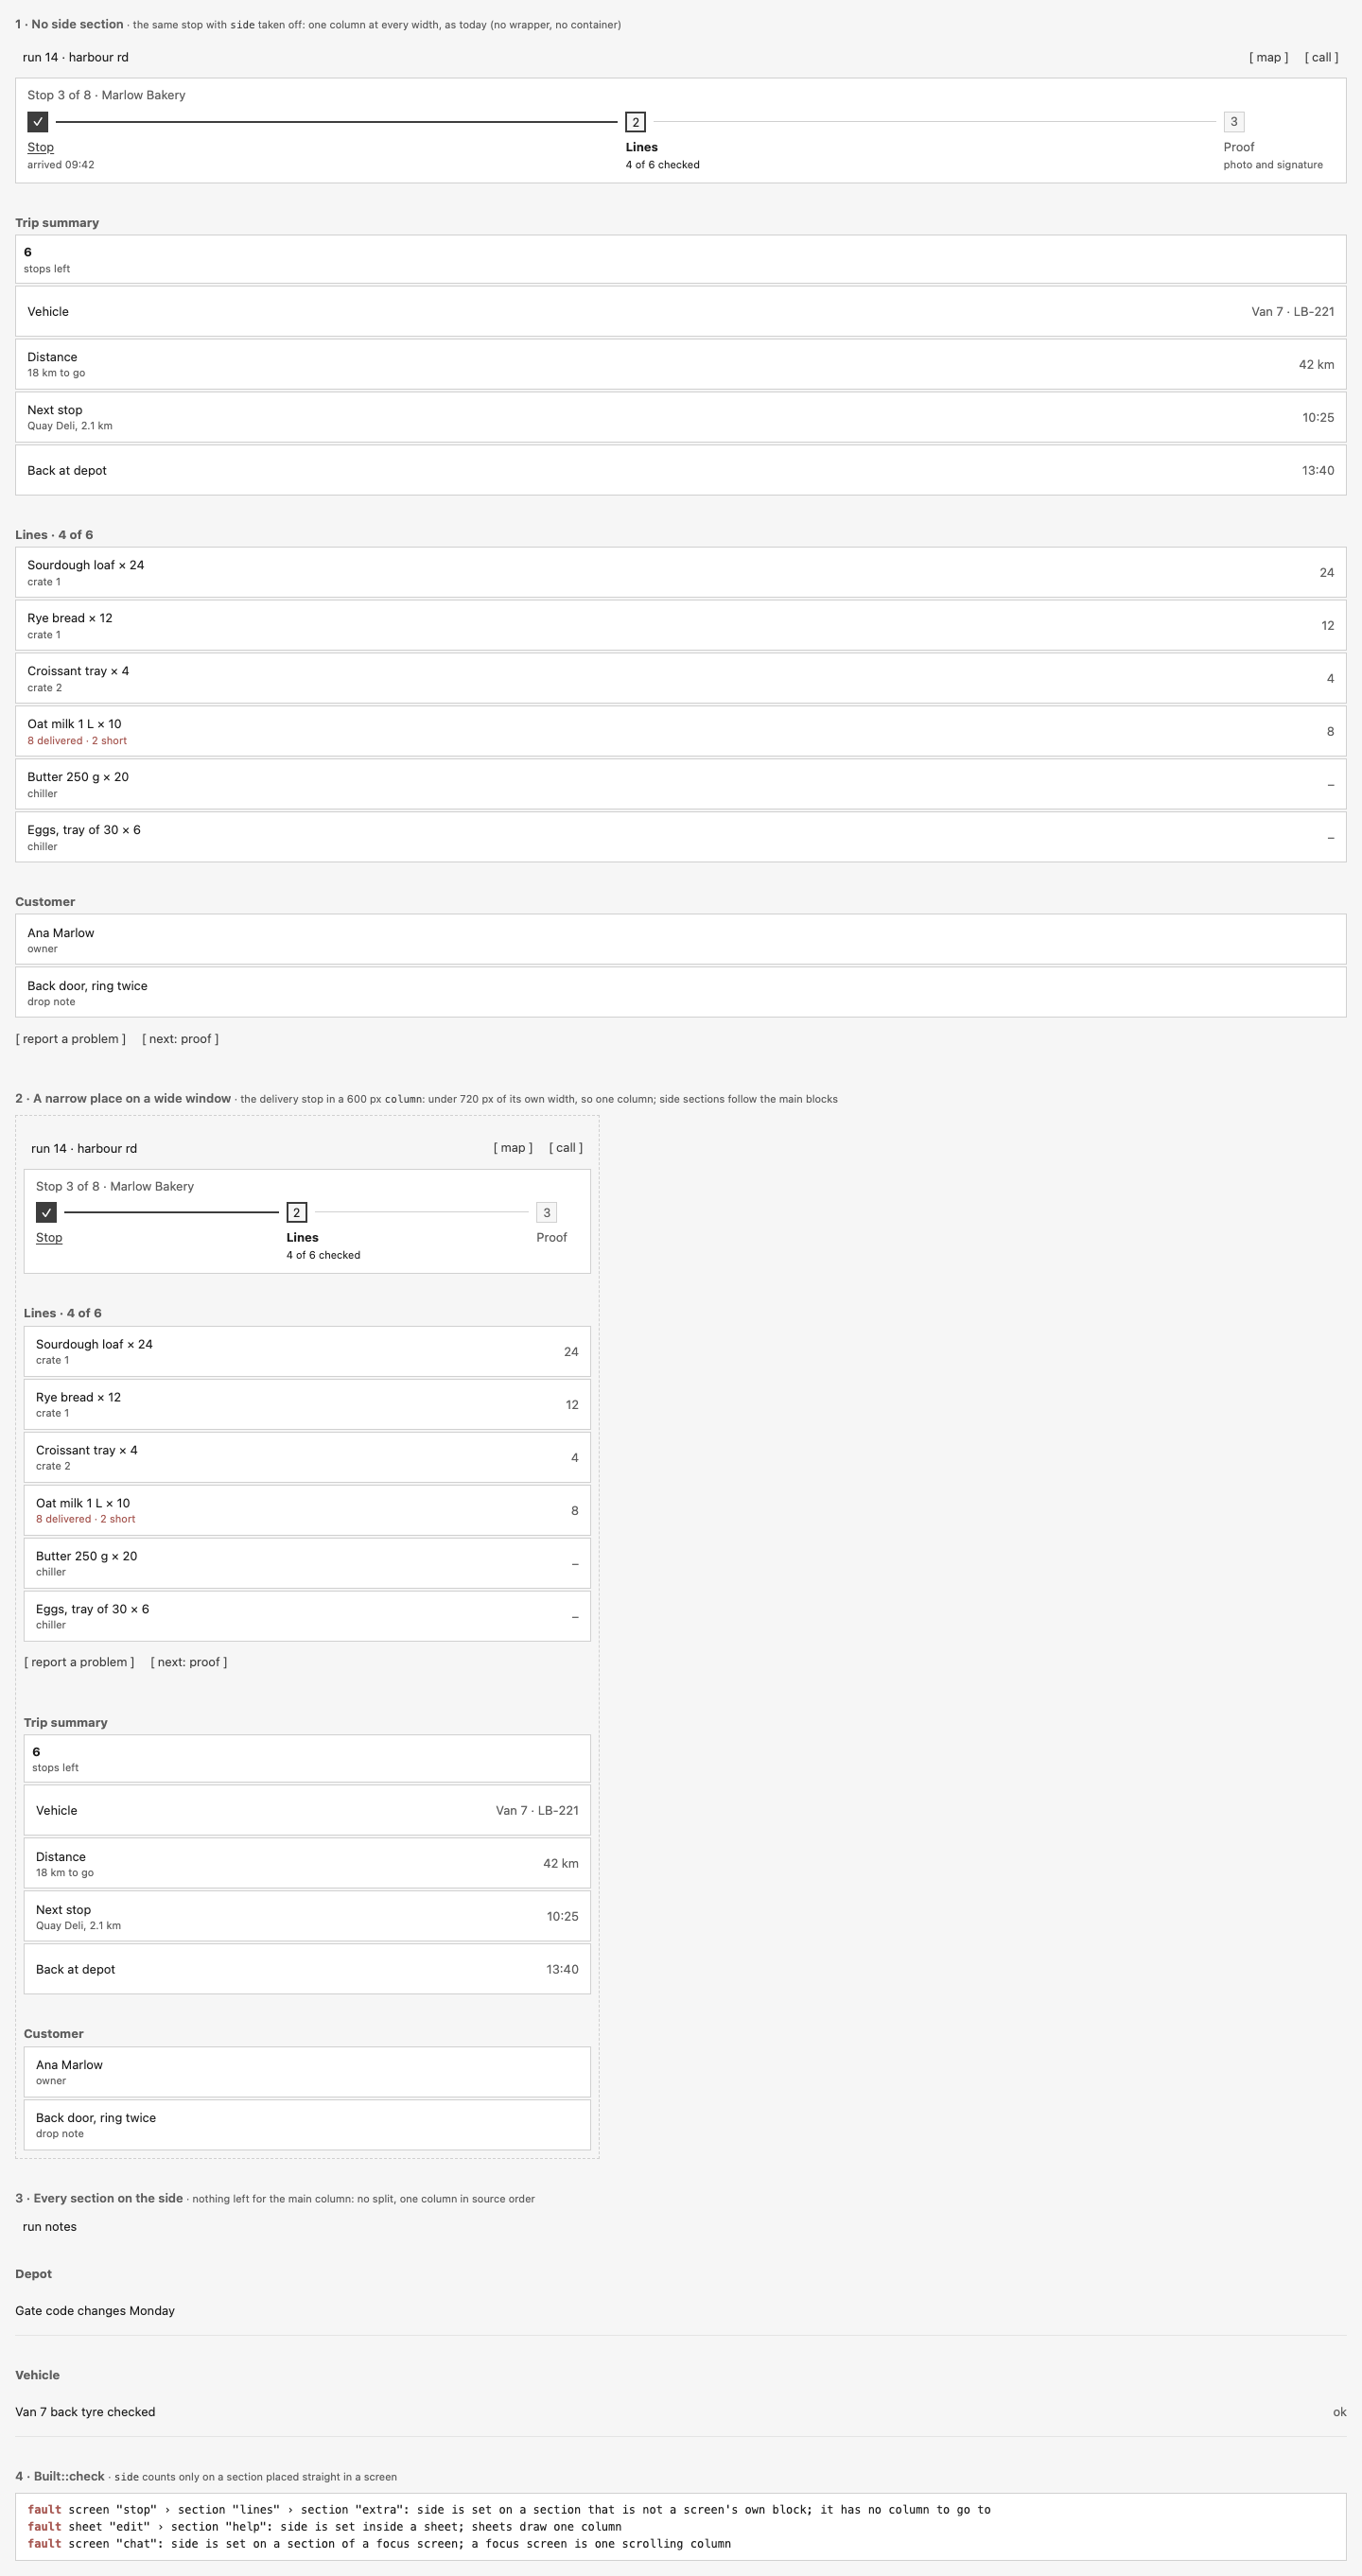 1 · No side section · the same stop with side taken off: one column at every width, as today (no wrapper, no container)
run 14 · harbour rd [ map ] [ call ]
Stop 3 of 8 · Marlow Bakery
✓ 2 3
Stop Lines Proof
arrived 09:42 4 of 6 checked photo and signature
Trip summary
6
stops left
Vehicle Van 7 · LB-221
Distance 42 km
18 km to go
Next stop 10:25
Quay Deli, 2.1 km
Back at depot 13:40
Lines · 4 of 6
Sourdough loaf × 24 24
crate 1
Rye bread × 12 12
crate 1
Croissant tray × 4 4
crate 2
Oat milk 1 L × 10 8
8 delivered · 2 short
Butter 250 g × 20 –
chiller
Eggs, tray of 30 × 6 –
chiller
Customer
Ana Marlow
owner
Back door, ring twice
drop note
[ report a problem ] [ next: proof ]
2 · A narrow place on a wide window · the delivery stop in a 600 px column: under 720 px of its own width, so one column; side sections follow the main blocks
run 14 · harbour rd [ map ] [ call ]
Stop 3 of 8 · Marlow Bakery
✓ 2 3
Stop Lines Proof
4 of 6 checked
Lines · 4 of 6
Sourdough loaf × 24 24
crate 1
Rye bread × 12 12
crate 1
Croissant tray × 4 4
crate 2
Oat milk 1 L × 10 8
8 delivered · 2 short
Butter 250 g × 20 –
chiller
Eggs, tray of 30 × 6 –
chiller
[ report a problem ] [ next: proof ]
Trip summary
6
stops left
Vehicle Van 7 · LB-221
Distance 42 km
18 km to go
Next stop 10:25
Quay Deli, 2.1 km
Back at depot 13:40
Customer
Ana Marlow
owner
Back door, ring twice
drop note
3 · Every section on the side · nothing left for the main column: no split, one column in source order
run notes
Depot
Gate code changes Monday
Vehicle
Van 7 back tyre checked ok
4 · Built::check · side counts only on a section placed straight in a screen
fault screen "stop" › section "lines" › section "extra": side is set on a section that is not a screen's own block; it has no column to go to
fault sheet "edit" › section "help": side is set inside a sheet; sheets draw one column
fault screen "chat": side is set on a section of a focus screen; a focus screen is one scrolling column